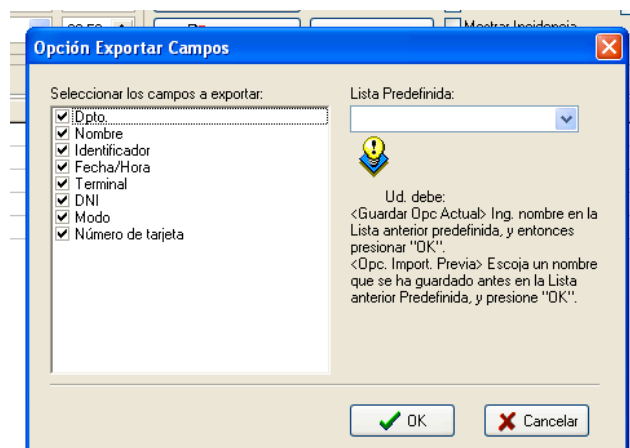 Mostrar Incidencia
Opción Exportar Campos
Seleccionar los campos a exportar:
Dpto.
Nombre
Identificador
Fecha/Hora
Terminal
DNI
Modo
Número de tarjeta
Lista Predefinida:
Ud. debe:
<Guardar Opc Actual> Ing. nombre en la
Lista anterior predefinida, y entonces
presionar "OK".
<Opc. Import. Previa> Escoja un nombre
que se ha guardado antes en la Lista
anterior Predefinida, y presione "OK".
OK
Cancelar